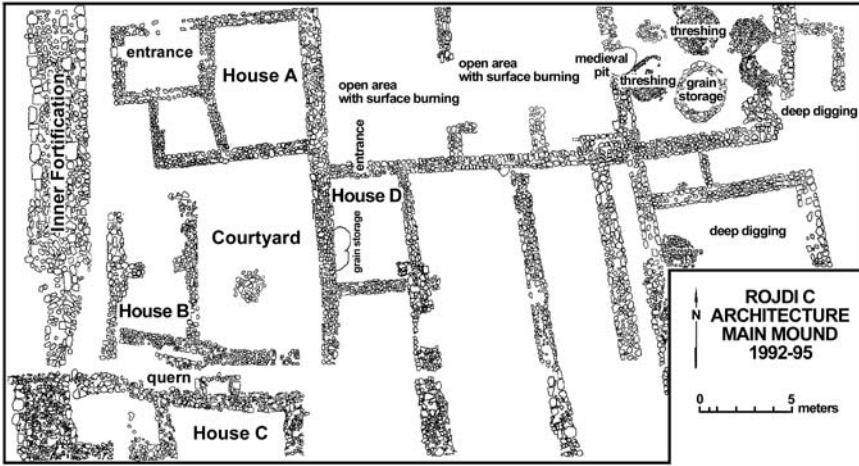 Inner Fortification
entrance
House A
open area
with surface burning
open area
with surface burning
medieval
pit
threshing
threshing
grain
storage
deep digging
entrance
House D
grain storage
Courtyard
House B
deep digging
quern
House C
N
ROJDI C
ARCHITECTURE
MAIN MOUND
1992-95
0 5
meters